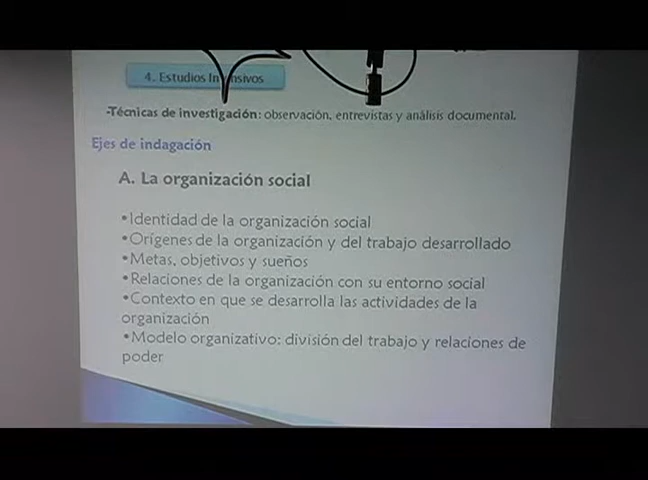 4. Estudios Intensivos
-Técnicas de investigación: observación, entrevistas y análisis documental.
Ejes de indagación
A. La organización social
•Identidad de la organización social
•Orígenes de la organización y del trabajo desarrollado
•Metas, objetivos y sueños
•Relaciones de la organización con su entorno social
•Contexto en que se desarrolla las actividades de la
organización
•Modelo organizativo: división del trabajo y relaciones de
poder